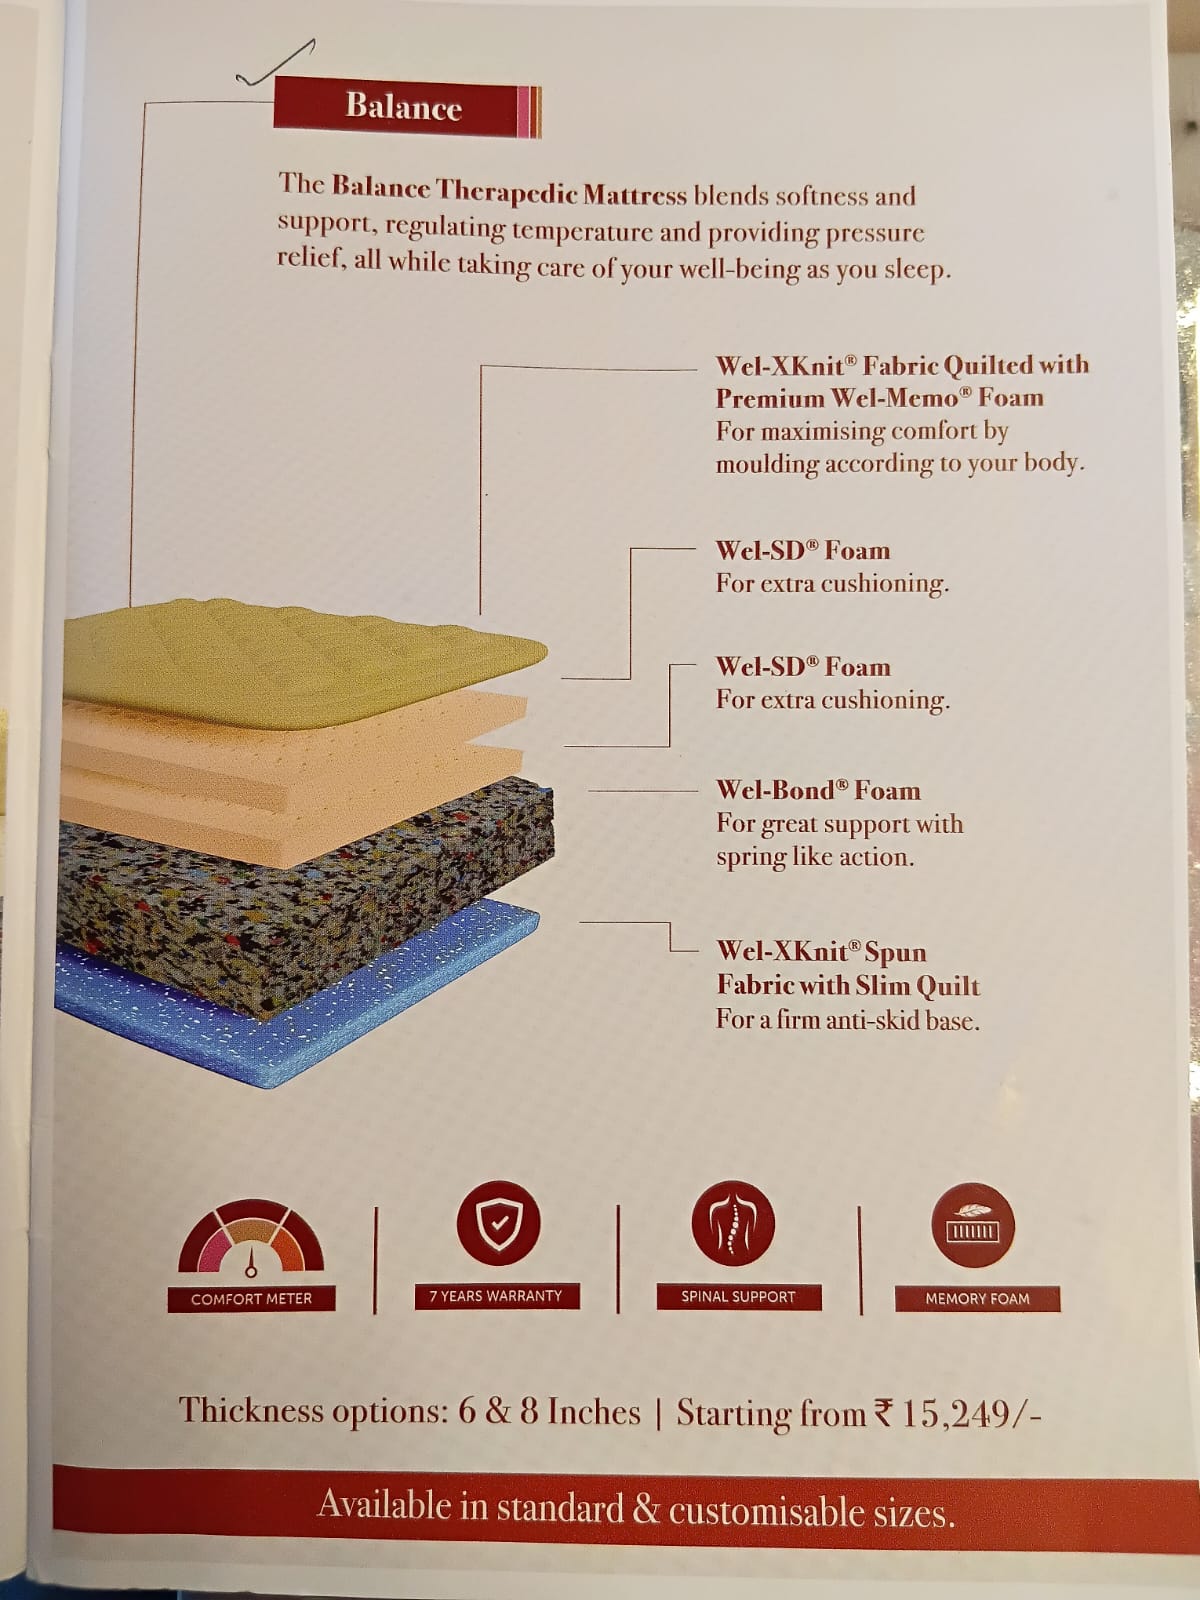 Balance
The Balance Therapedic Mattress blends softness and
support, regulating temperature and providing pressure
relief, all while taking care of your well-being as you sleep.
Wel-XKnit® Fabric Quilted with
Premium Wel-Memo® Foam
For maximising comfort by
moulding according to your body.
Wel-SD® Foam
For extra cushioning.
Wel-SD® Foam
For extra cushioning.
Wel-Bond® Foam
For great support with
spring like action.
Wel-XKnit® Spun
Fabric with Slim Quilt
For a firm anti-skid base.
COMFORT METER
7 YEARS WARRANTY
SPINAL SUPPORT
MEMORY FOAM
Thickness options: 6 & 8 Inches | Starting from ₹ 15,249/-
Available in standard & customisable sizes.